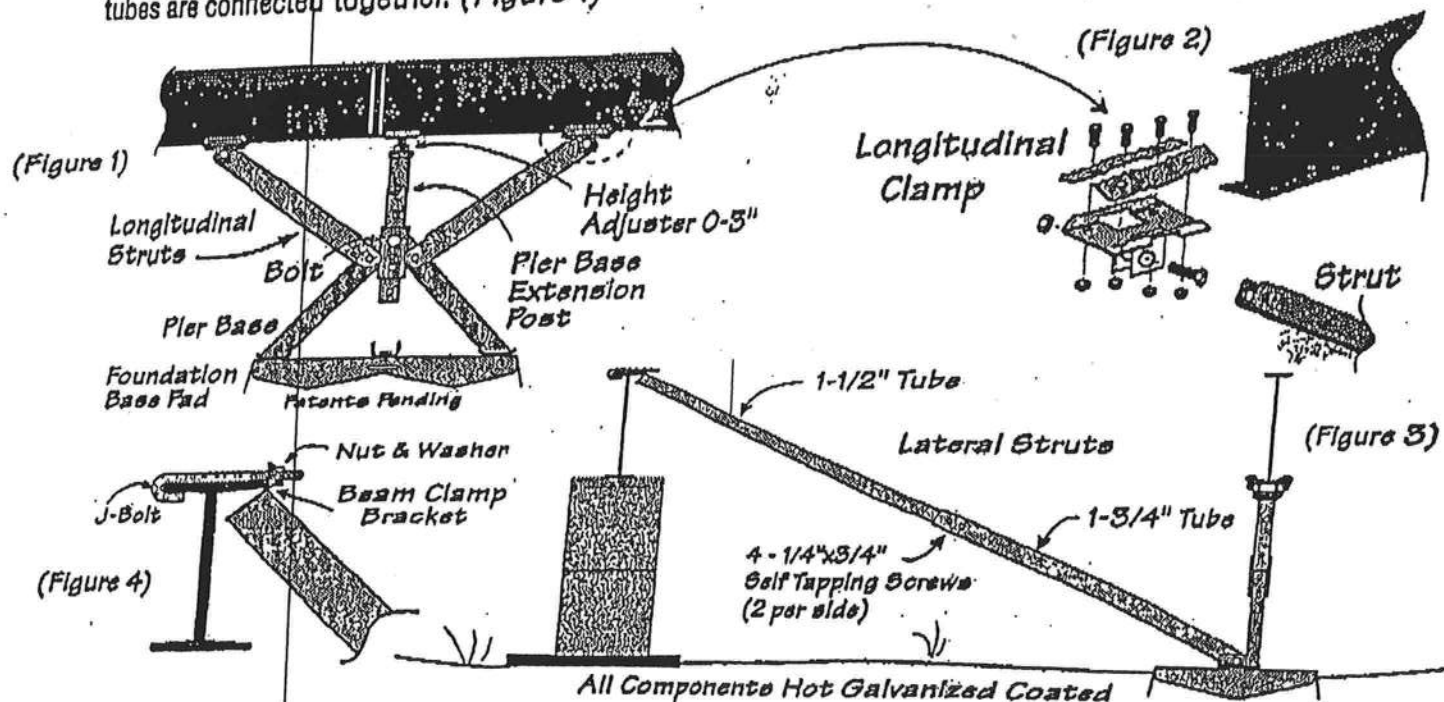 tubes are connected together. (Figure 1)
(Figure 2)
(Figure 1)
Longitudinal
Clamp
Height
Adjuster 0-3"
Longitudinal
Struts
Bolt
Pier Base
Extension
Post
Strut
Pier Base
Foundation
Base Pad
Patents Pending
1-1/2" Tube
Nut & Washer
Lateral Struts
(Figure 3)
J-Bolt
Beam Clamp
Bracket
1-3/4" Tube
4 - 1/4"x3/4"
Self Tapping Screws
(2 per side)
(Figure 4)
All Components Hot Galvanized Coated